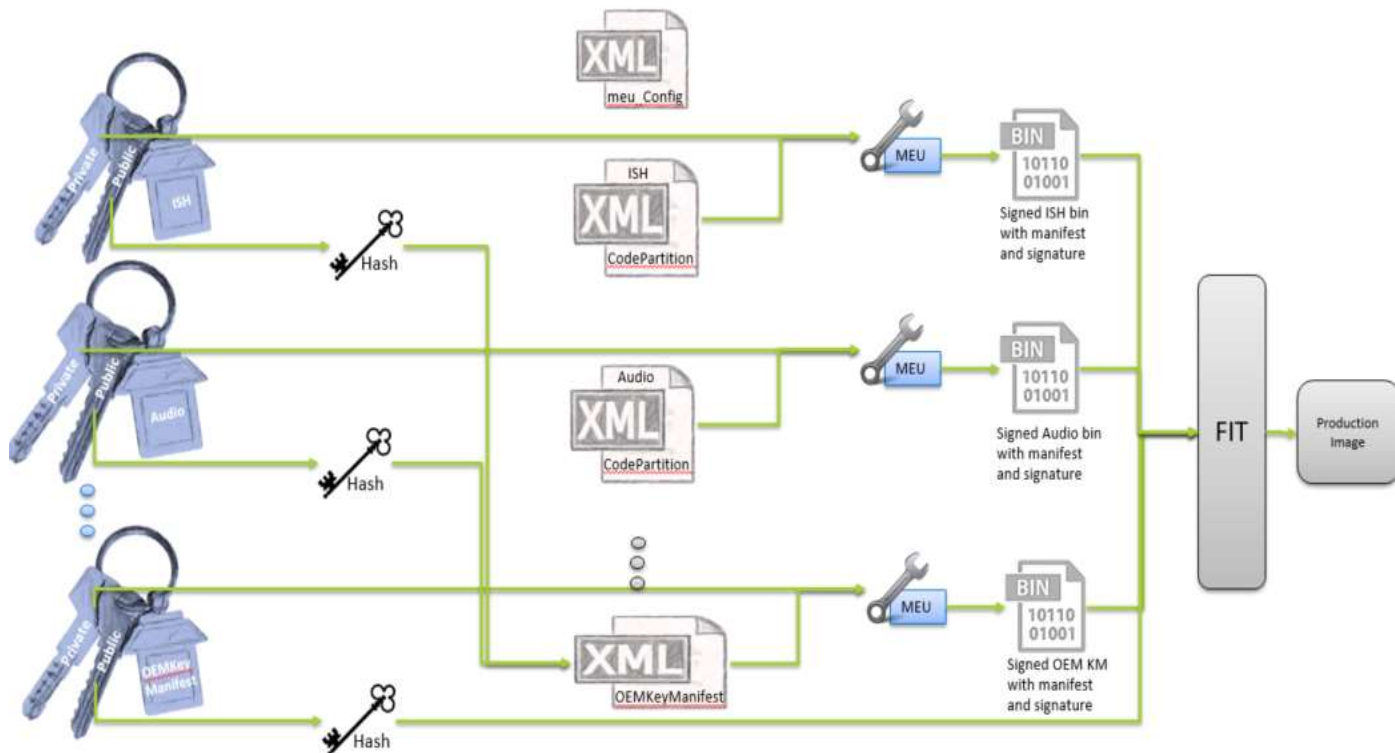 XML
meu_Config
Private
Public
ISH
MEU
BIN
10110
01001
Signed ISH bin
with manifest
and signature
ISH
XML
CodePartition
Hash
Private
Public
Audio
MEU
BIN
10110
01001
Signed Audio bin
with manifest
and signature
Audio
XML
CodePartition
Hash
FIT
Production
Image
Private
Public
OEMKey
Manifest
MEU
BIN
10110
01001
Signed OEM KM
with manifest
and signature
XML
OEMKeyManifest
Hash